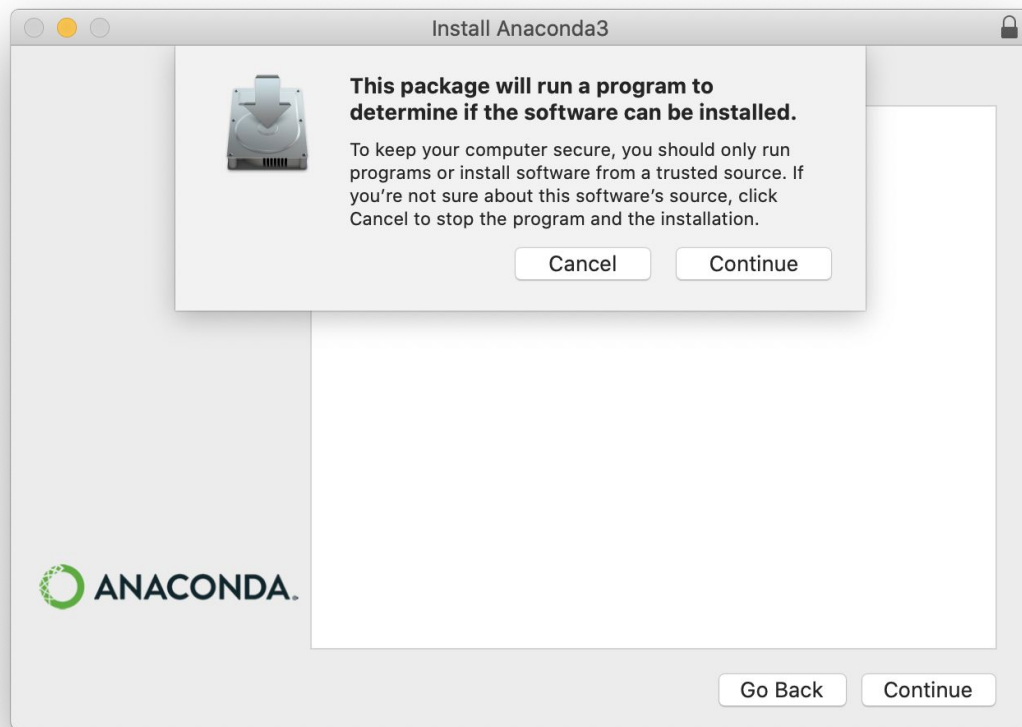 Install Anaconda3
This package will run a program to
determine if the software can be installed.
To keep your computer secure, you should only run
programs or install software from a trusted source. If
you’re not sure about this software’s source, click
Cancel to stop the program and the installation.
Cancel
Continue
ANACONDA.
Go Back
Continue